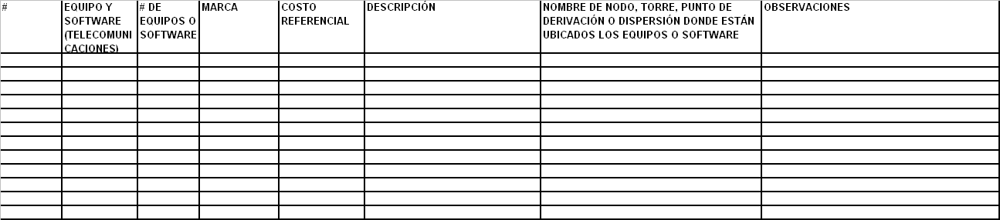 #
EQUIPO Y
SOFTWARE
(TELECOMUNI
CACIONES)
# DE
EQUIPOS O
SOFTWARE
MARCA
COSTO
REFERENCIAL
DESCRIPCIÓN
NOMBRE DE NODO, TORRE, PUNTO DE
DERIVACIÓN O DISPERSIÓN DONDE ESTÁN
UBICADOS LOS EQUIPOS O SOFTWARE
OBSERVACIONES